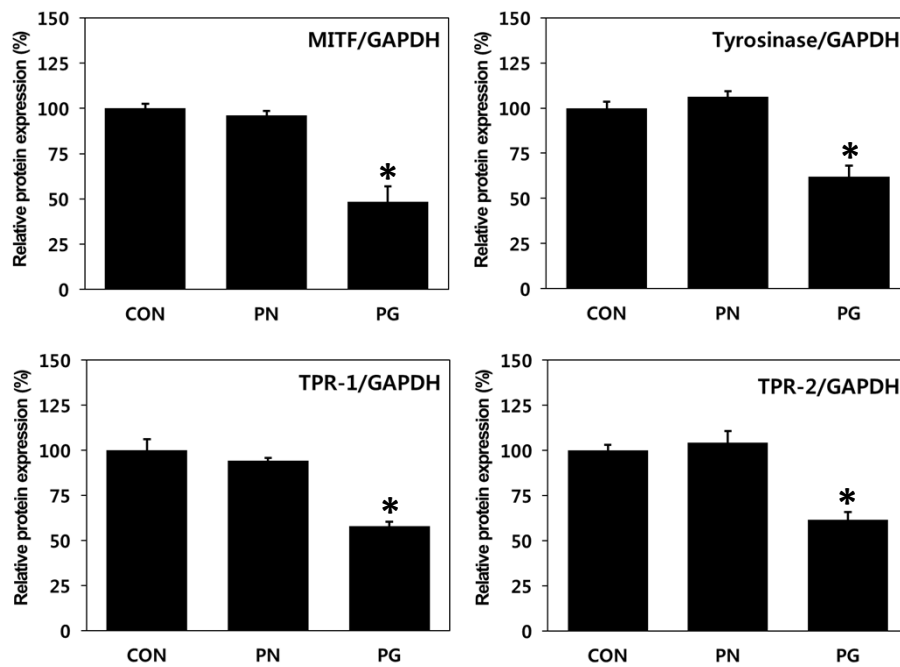 Relative protein expression (%)
150
125
100
75
50
25
0
MITF/GAPDH
*
CON PN PG
Relative protein expression (%)
150
125
100
75
50
25
0
Tyrosinase/GAPDH
*
CON PN PG
Relative protein expression (%)
150
125
100
75
50
25
0
TPR-1/GAPDH
*
CON PN PG
Relative protein expression (%)
150
125
100
75
50
25
0
TPR-2/GAPDH
*
CON PN PG